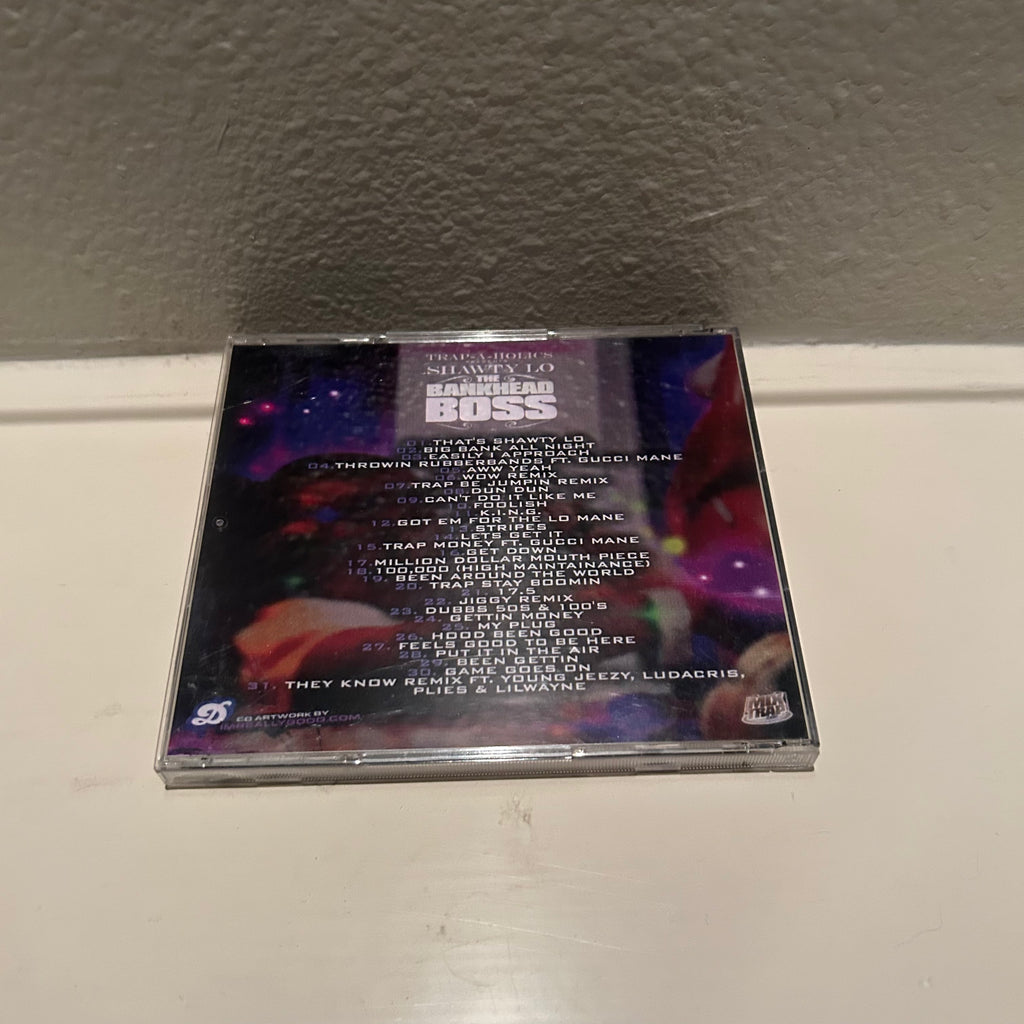 TRAP-A-HOLICS
PRESENTS
SHAWTY LO
THE
BANKHEAD
BOSS
01.THAT'S SHAWTY LO
02.BIG BANK ALL NIGHT
03.EASILY I APPROACH
04.THROWIN RUBBERBANDS FT. GUCCI MANE
05.AWW YEAH
06.WOW REMIX
07.TRAP BE JUMPIN REMIX
08.DUN DUN
09.CAN'T DO IT LIKE ME
10.FOOLISH
11.K.I.N.G.
12.GOT EM FOR THE LO MANE
13.STRIPES
14.LETS GET IT
15.TRAP MONEY FT. GUCCI MANE
16.GET DOWN
17.MILLION DOLLAR MOUTH PIECE
18.100,000 (HIGH MAINTAINANCE)
19. BEEN AROUND THE WORLD
20. TRAP STAY BOOMIN
21. 17.5
22. JIGGY REMIX
23. DUBBS 50S & 100'S
24. GETTIN MONEY
25. MY PLUG
26. HOOD BEEN GOOD
27. FEELS GOOD TO BE HERE
28. PUT IT IN THE AIR
29. BEEN GETTIN
30. GAME GOES ON
31. THEY KNOW REMIX FT. YOUNG JEEZY, LUDACRIS,
PLIES & LILWAYNE
CD ARTWORK BY
IMREALLYGOOD.COM